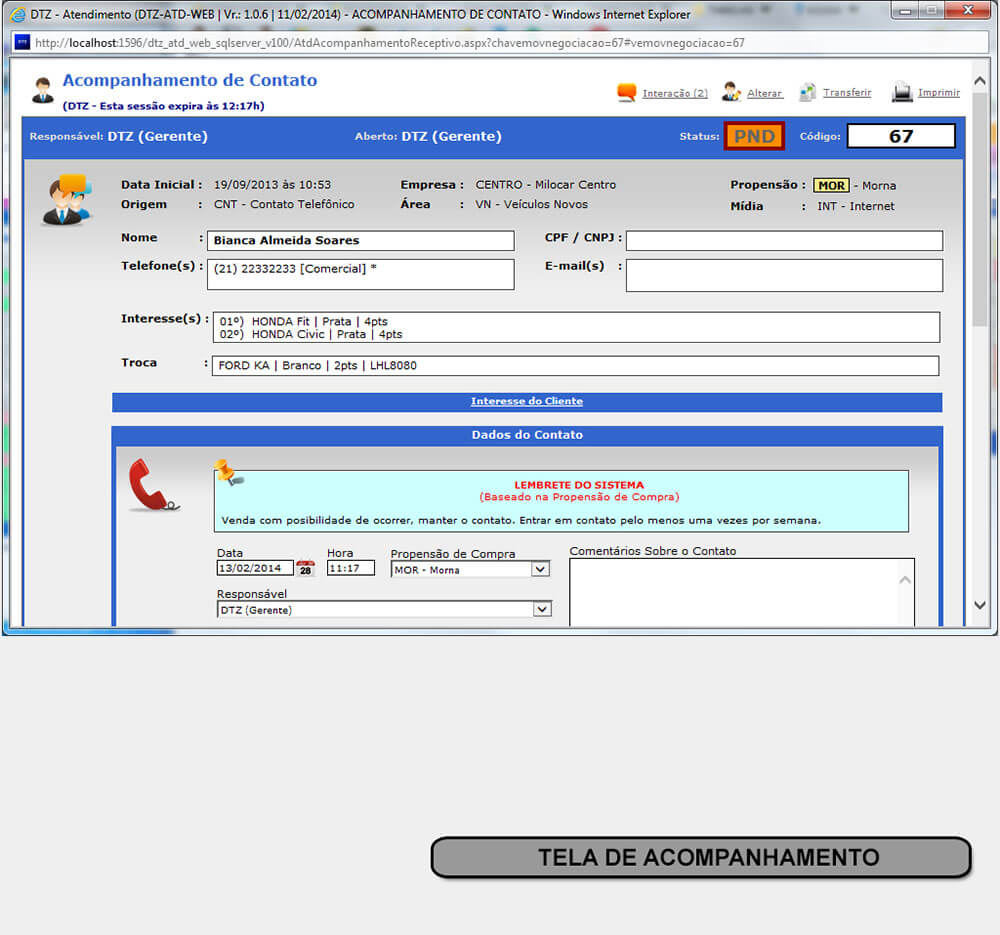 DTZ - Atendimento (DTZ-ATD-WEB | Vr.: 1.0.6 | 11/02/2014) - ACOMPANHAMENTO DE CONTATO - Windows Internet Explorer
http://localhost:1596/dtz_atd_web_sqlserver_v100/AtdAcompanhamentoReceptivo.aspx?chavemovnegociacao=67#vemovnegociacao=67
Acompanhamento de Contato
(DTZ - Esta sessão expira às 12:17h)
Interação (2) Alterar Transferir Imprimir
Responsável: DTZ (Gerente) Aberto: DTZ (Gerente) Status: PND Código: 67
Data Inicial : 19/09/2013 às 10:53 Empresa : CENTRO - Milocar Centro Propensão : MOR - Morna
Origem : CNT - Contato Telefônico Área : VN - Veículos Novos Mídia : INT - Internet
Nome : Bianca Almeida Soares CPF / CNPJ :
Telefone(s) : (21) 22332233 [Comercial] * E-mail(s) :
Interesse(s) : 01º) HONDA Fit | Prata | 4pts
02º) HONDA Civic | Prata | 4pts
Troca : FORD KA | Branco | 2pts | LHL8080
Interesse do Cliente
Dados do Contato
LEMBRETE DO SISTEMA
(Baseado na Propensão de Compra)
Venda com posibilidade de ocorrer, manter o contato. Entrar em contato pelo menos uma vezes por semana.
Data Hora Propensão de Compra Comentários Sobre o Contato
13/02/2014 28 11:17 MOR - Morna
Responsável
DTZ (Gerente)
TELA DE ACOMPANHAMENTO